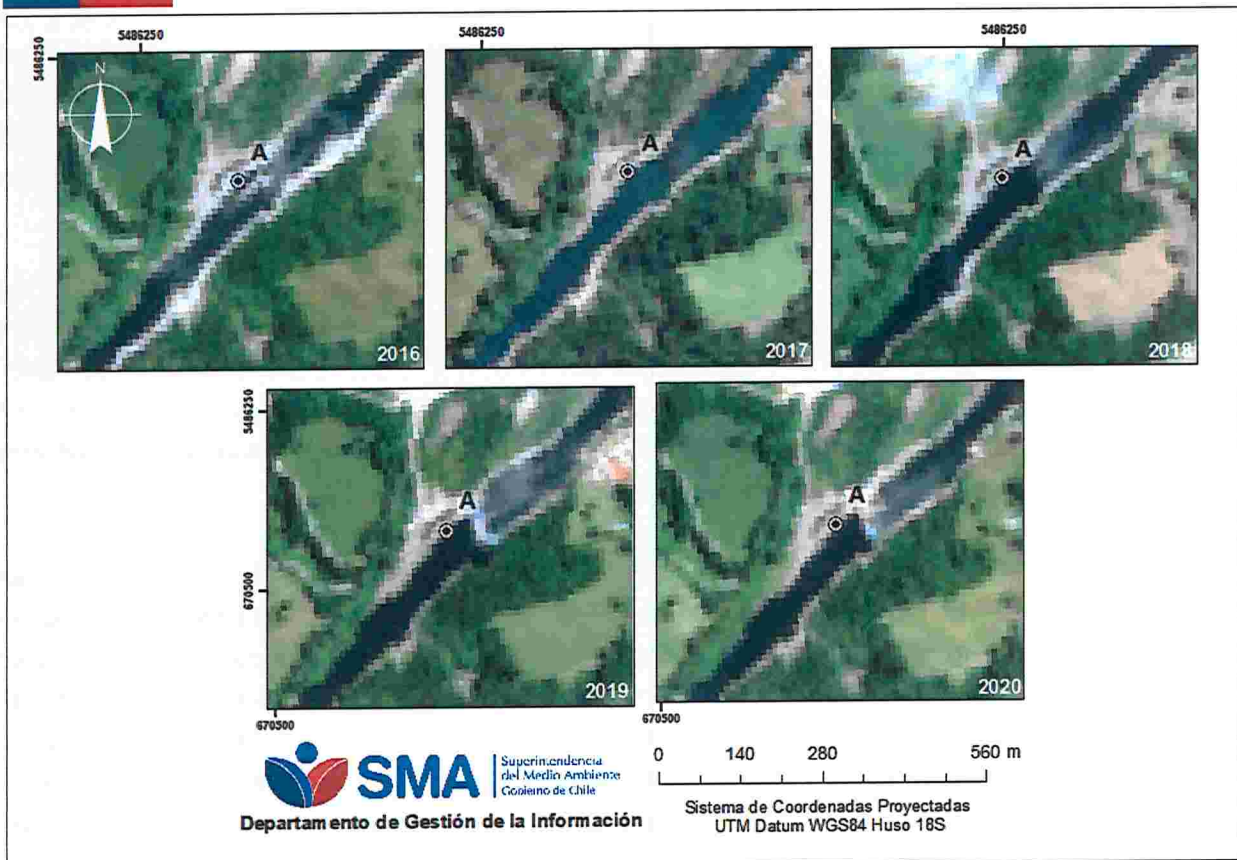 5486250
5486250
5486250
5486250
N
A
2016
A
2017
A
2018
5486250
670500
A
2019
A
2020
670500
670500
SMA
Superintendencia
del Medio Ambiente
Gobierno de Chile
Departamento de Gestión de la Información
0 140 280 560 m
Sistema de Coordenadas Proyectadas
UTM Datum WGS84 Huso 18S